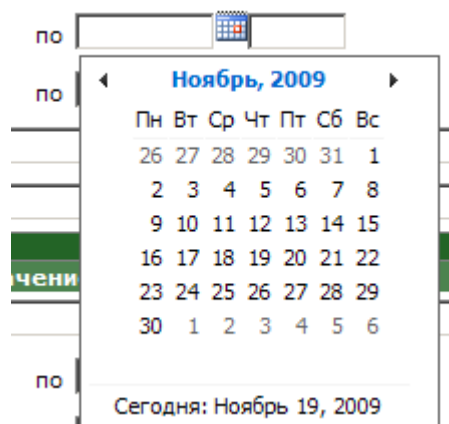 по
Ноябрь, 2009
по
Пн Вт Ср Чт Пт Сб Вс
26 27 28 29 30 31 1
2 3 4 5 6 7 8
9 10 11 12 13 14 15
16 17 18 19 20 21 22
чени
23 24 25 26 27 28 29
30 1 2 3 4 5 6
по
Сегодня: Ноябрь 19, 2009